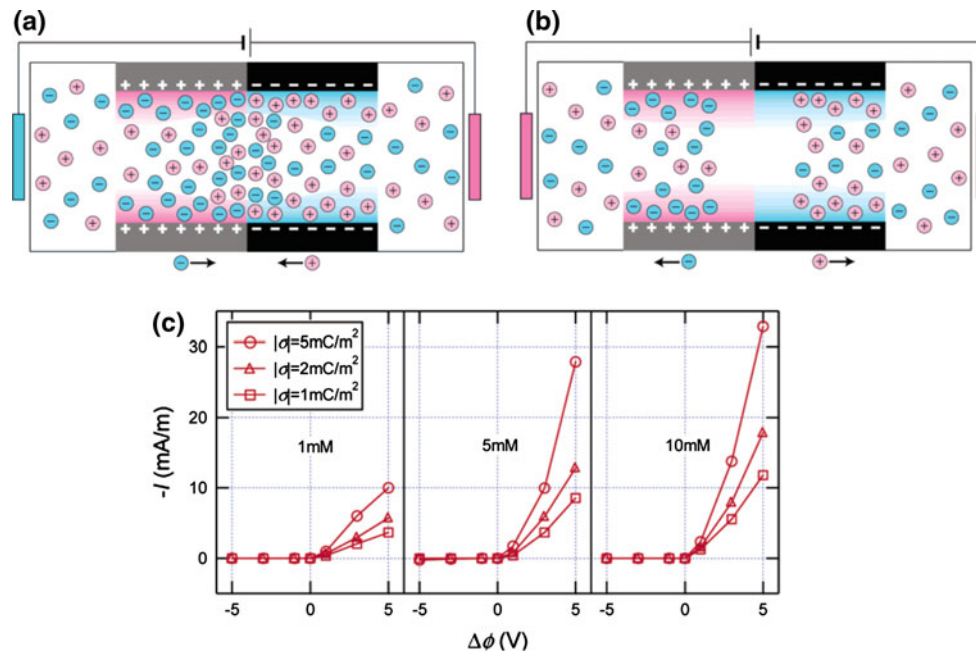 (a)
(b)
+ + + + + + +
− − − − − − −
+ + + + + + +
− − − − − − −
+ + + + + + +
− − − − − − −
+ + + + + + +
− − − − − − −
(c)
|σ|=5mC/m²
|σ|=2mC/m²
|σ|=1mC/m²
1mM
5mM
10mM
-I (mA/m)
30
20
10
0
-5 0 5
-5 0 5
-5 0 5
Δϕ (V)